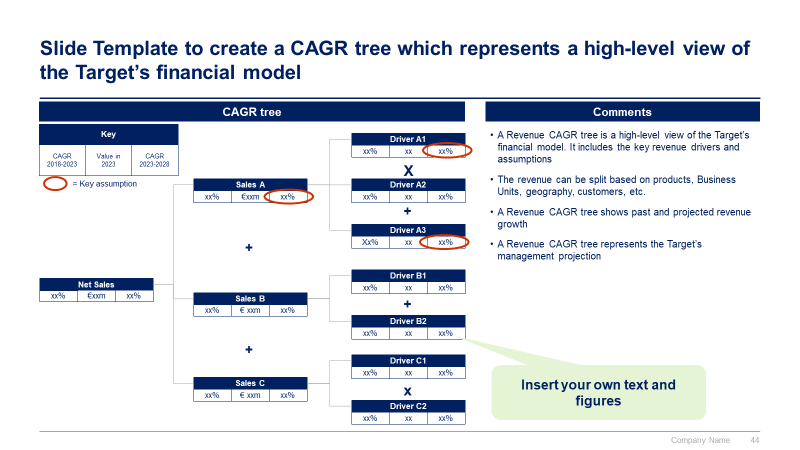 Slide Template to create a CAGR tree which represents a high-level view of
the Target's financial model
CAGR tree
Key
CAGR 2018-2023 Value in 2023 CAGR 2023-2028
= Key assumption
Net Sales
xx% €xxm xx%
Sales A
xx% €xxm xx%
+
Sales B
xx% € xxm xx%
+
Sales C
xx% € xxm xx%
Driver A1
xx% xx xx%
X
Driver A2
xx% xx xx%
+
Driver A3
Xx% xx xx%
Driver B1
xx% xx xx%
+
Driver B2
xx% xx xx%
Driver C1
xx% xx xx%
x
Driver C2
xx% xx xx%
Comments
• A Revenue CAGR tree is a high-level view of the Target's
financial model. It includes the key revenue drivers and
assumptions
• The revenue can be split based on products, Business
Units, geography, customers, etc.
• A Revenue CAGR tree shows past and projected revenue
growth
• A Revenue CAGR tree represents the Target's
management projection
Insert your own text and
figures
Company Name 44